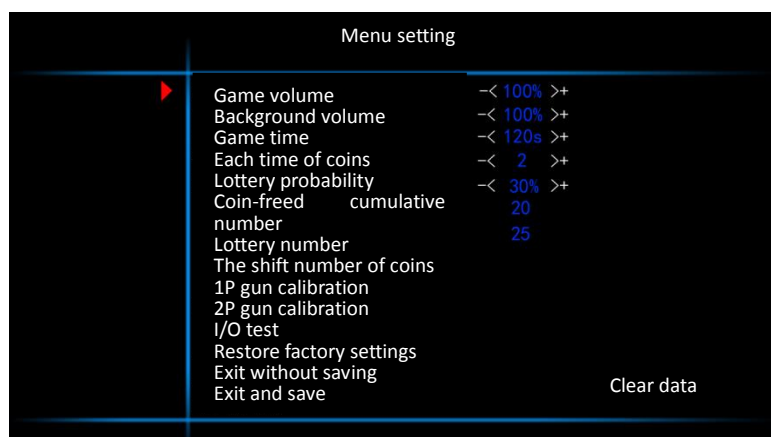 Menu setting
Game volume -< 100% >+
Background volume -< 100% >+
Game time -< 120s >+
Each time of coins -< 2 >+
Lottery probability -< 30% >+
Coin-freed cumulative 20
number
Lottery number 25
The shift number of coins
1P gun calibration
2P gun calibration
I/O test
Restore factory settings
Exit without saving
Exit and save Clear data